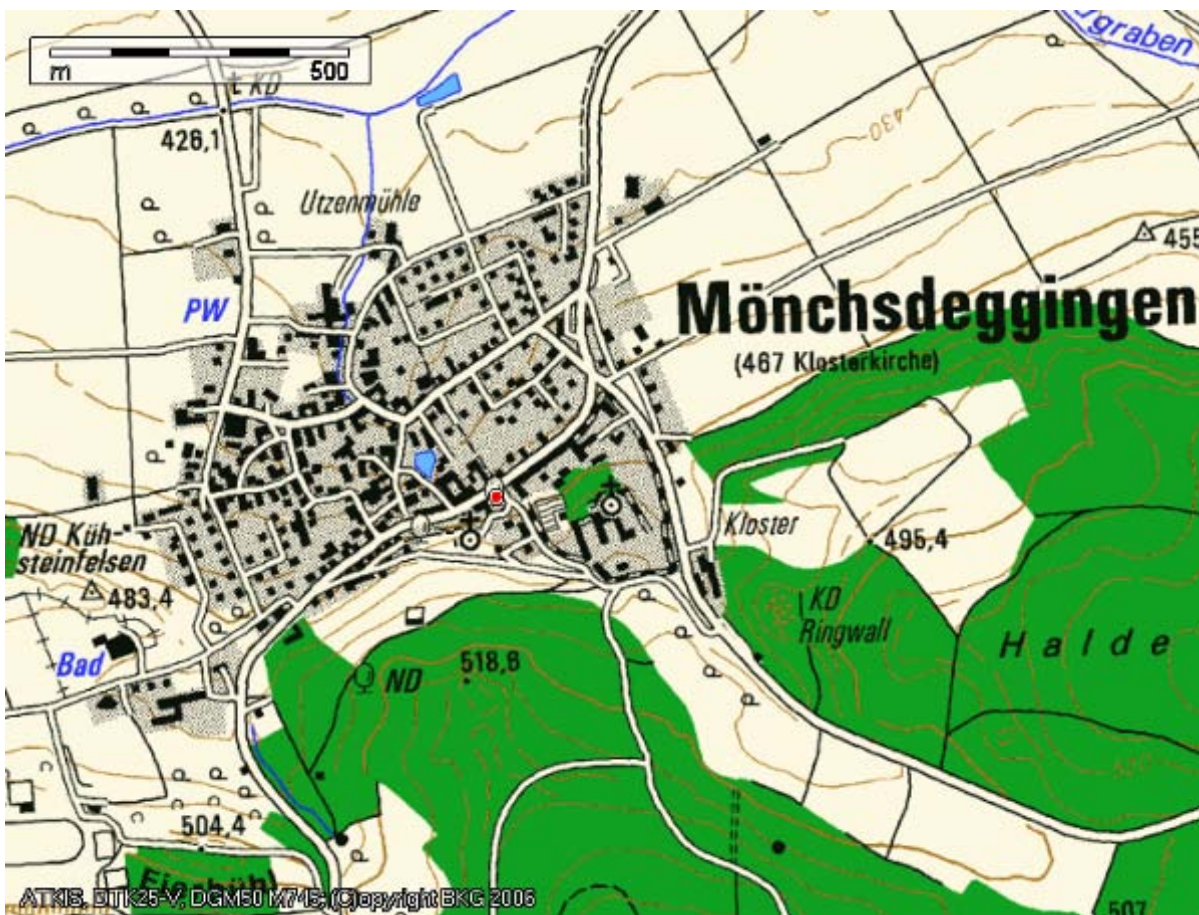 graben
m 500
KD
426,1
430
Utzenmühle
455
PW
Mönchsdeggingen
(467 Klosterkirche)
ND Küh-
steinfelsen
483,4
Kloster
495,4
KD
Ringwall
Halde
Bad
ND
518,8
504,4
ATKIS, DTK25-V, DGM50 M745; (C)opyright BKG 2006
507